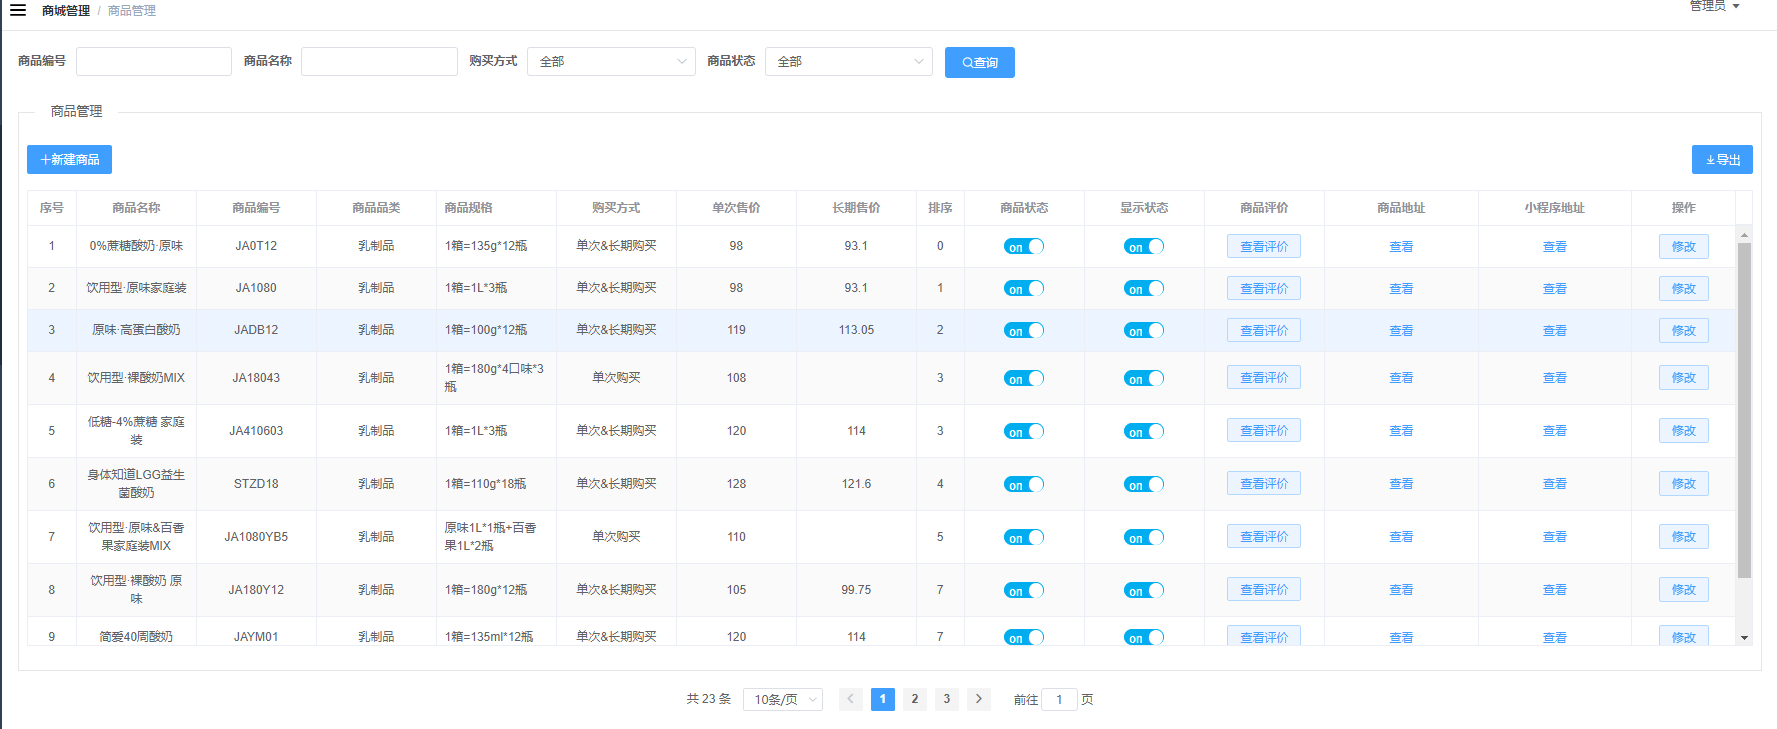 商城管理 / 商品管理
管理员
商品编号 商品名称 购买方式 全部 商品状态 全部 查询
商品管理
+新建商品 导出
序号 商品名称 商品编号 商品品类 商品规格 购买方式 单次售价 长期售价 排序 商品状态 显示状态 商品评价 商品地址 小程序地址 操作
1 0%蔗糖酸奶·原味 JA0T12 乳制品 1箱=135g*12瓶 单次&长期购买 98 93.1 0 on on 查看评价 查看 查看 修改
2 饮用型·原味家庭装 JA1080 乳制品 1箱=1L*3瓶 单次&长期购买 98 93.1 1 on on 查看评价 查看 查看 修改
3 原味·高蛋白酸奶 JADB12 乳制品 1箱=100g*12瓶 单次&长期购买 119 113.05 2 on on 查看评价 查看 查看 修改
4 饮用型·裸酸奶MIX JA18043 乳制品 1箱=180g*4口味*3
瓶 单次购买 108 3 on on 查看评价 查看 查看 修改
5 低糖-4%蔗糖 家庭
装 JA410603 乳制品 1箱=1L*3瓶 单次&长期购买 120 114 3 on on 查看评价 查看 查看 修改
6 身体知道LGG益生
菌酸奶 STZD18 乳制品 1箱=110g*18瓶 单次&长期购买 128 121.6 4 on on 查看评价 查看 查看 修改
7 饮用型·原味&百香
果家庭装MIX JA1080YB5 乳制品 原味1L*1瓶+百香
果1L*2瓶 单次购买 110 5 on on 查看评价 查看 查看 修改
8 饮用型·裸酸奶 原
味 JA180Y12 乳制品 1箱=180g*12瓶 单次&长期购买 105 99.75 7 on on 查看评价 查看 查看 修改
9 简爱40周酸奶 JAYM01 乳制品 1箱=135ml*12瓶 单次&长期购买 120 114 7 on on 查看评价 查看 查看 修改
共 23 条 10条/页 1 2 3 前往 1 页